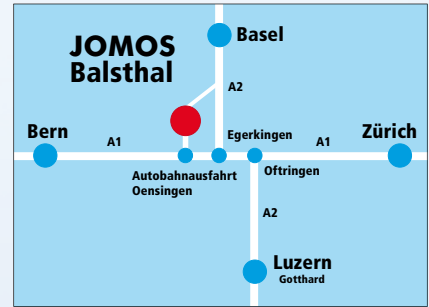 JOMOS
Balsthal
Basel
A2
Bern
A1
Egerkingen
A1
Zürich
Autobahnausfahrt
Oensingen
Oftringen
A2
Luzern
Gotthard